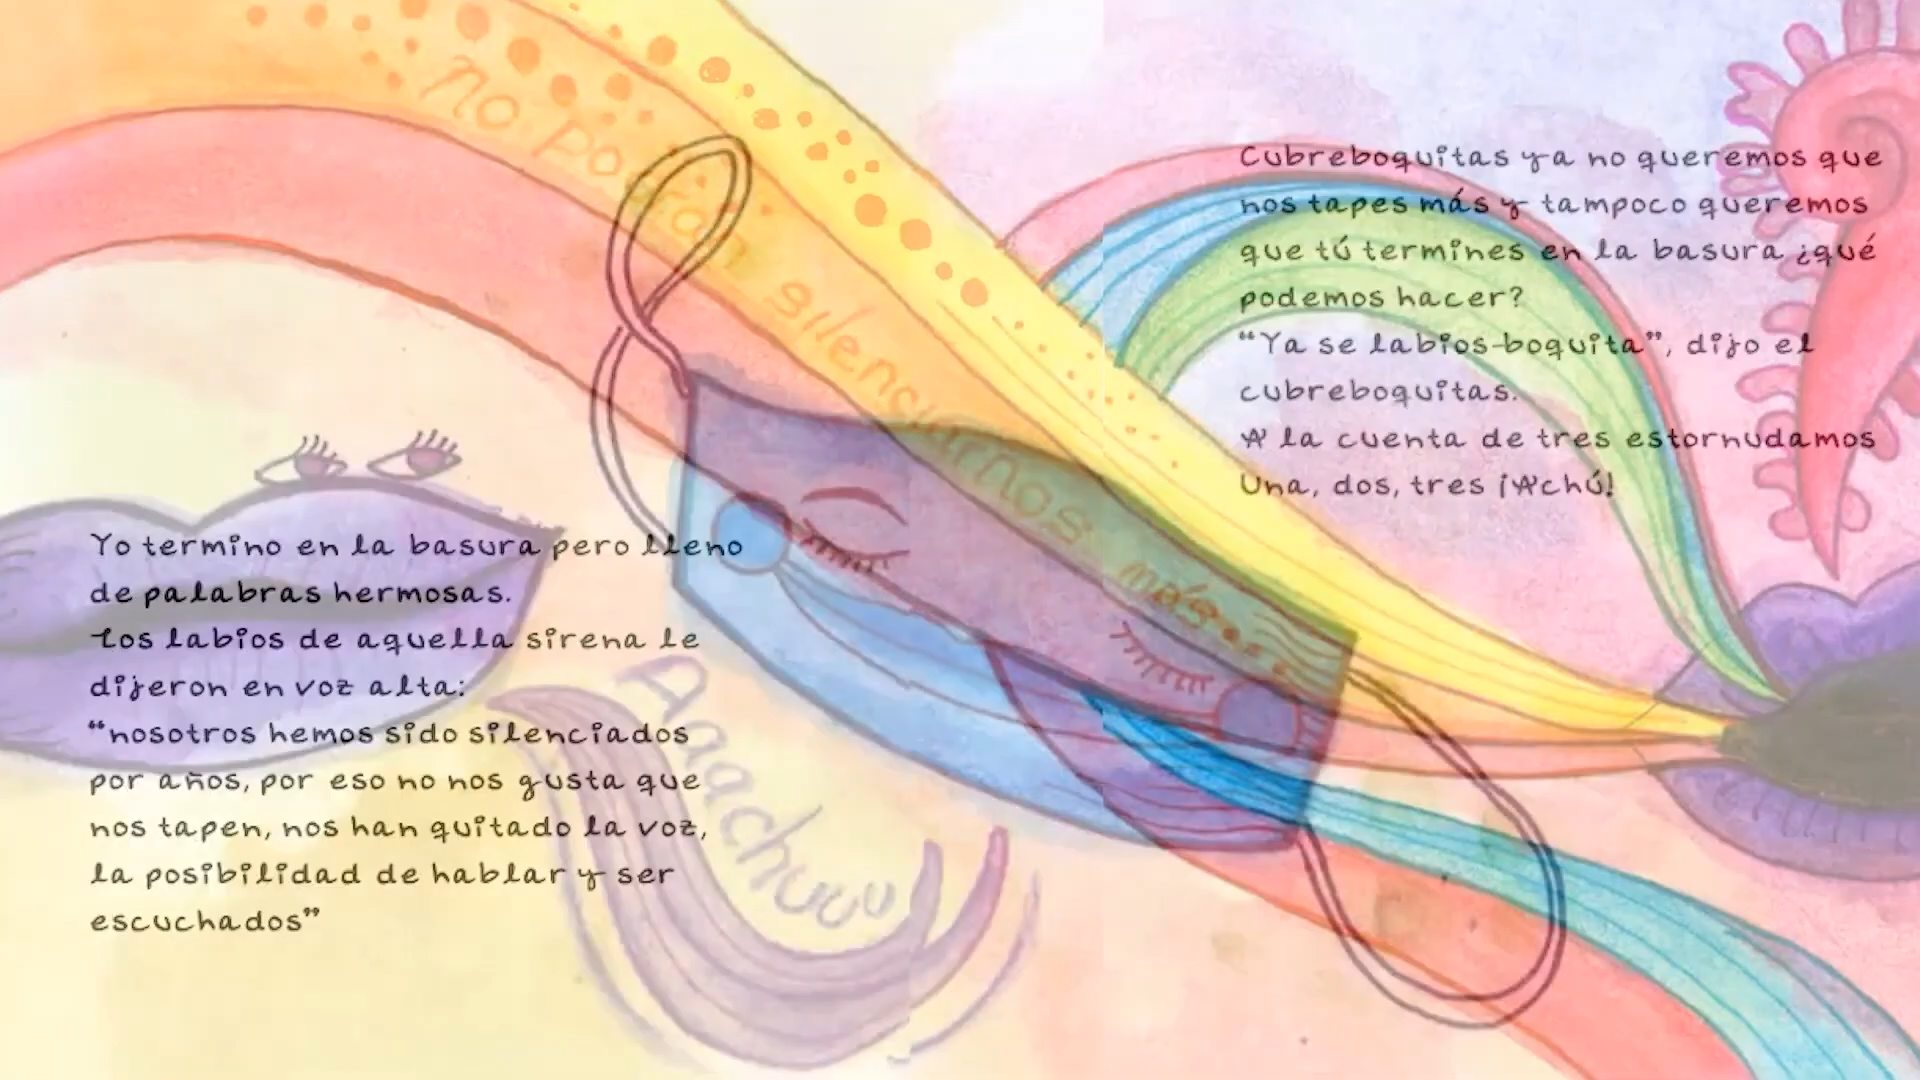 No podrán silenciarnos más...
Yo termino en la basura pero lleno
de palabras hermosas.
Los labios de aquella sirena le
dijeron en voz alta:
“nosotros hemos sido silenciados
por años, por eso no nos gusta que
nos tapen, nos han quitado la voz,
la posibilidad de hablar y ser
escuchados”
Aaachuuu
Cubreboquitas ya no queremos que
nos tapes más y tampoco queremos
que tú termines en la basura ¿qué
podemos hacer?
“Ya se labios-boquita”, dijo el
cubreboquitas.
A la cuenta de tres estornudamos
Una, dos, tres ¡Achú!